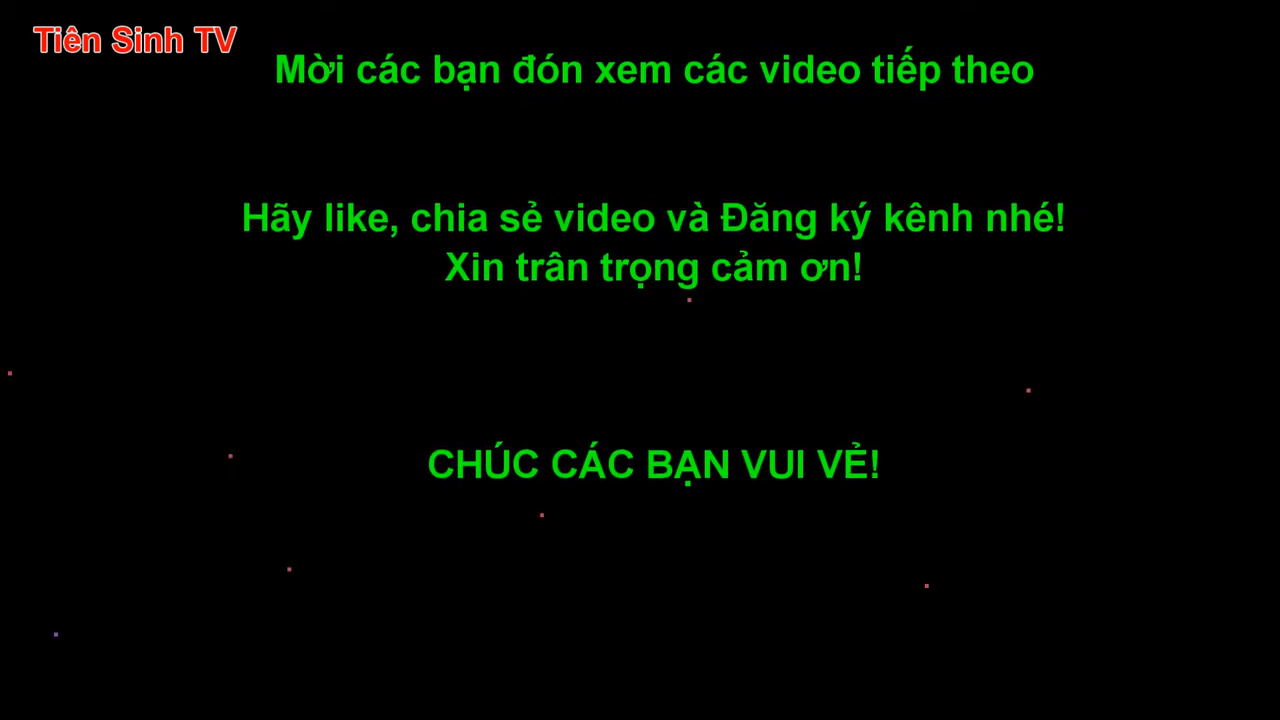 Tiên Sinh TV
Mời các bạn đón xem các video tiếp theo
Hãy like, chia sẻ video và Đăng ký kênh nhé!
Xin trân trọng cảm ơn!
CHÚC CÁC BẠN VUI VẺ!